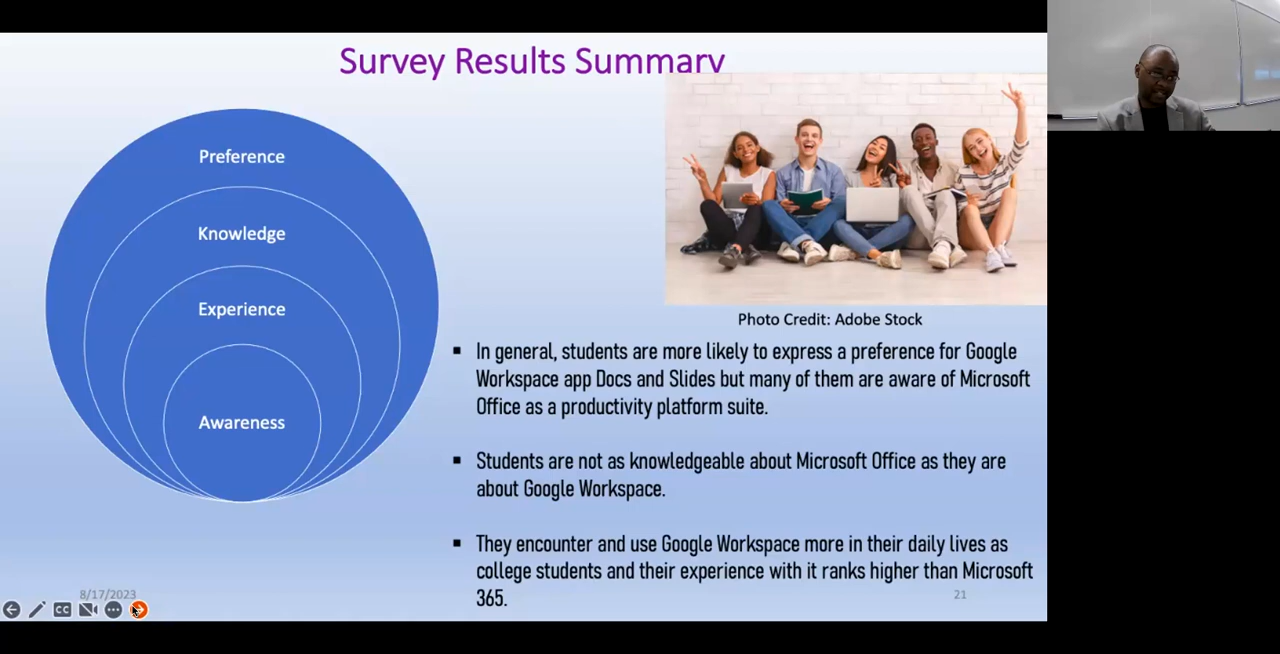 Survey Results Summary
Preference
Knowledge
Experience
Awareness
Photo Credit: Adobe Stock
▪ In general, students are more likely to express a preference for Google
Workspace app Docs and Slides but many of them are aware of Microsoft
Office as a productivity platform suite.
▪ Students are not as knowledgeable about Microsoft Office as they are
about Google Workspace.
▪ They encounter and use Google Workspace more in their daily lives as
college students and their experience with it ranks higher than Microsoft
365.
8/17/2023
21
CC